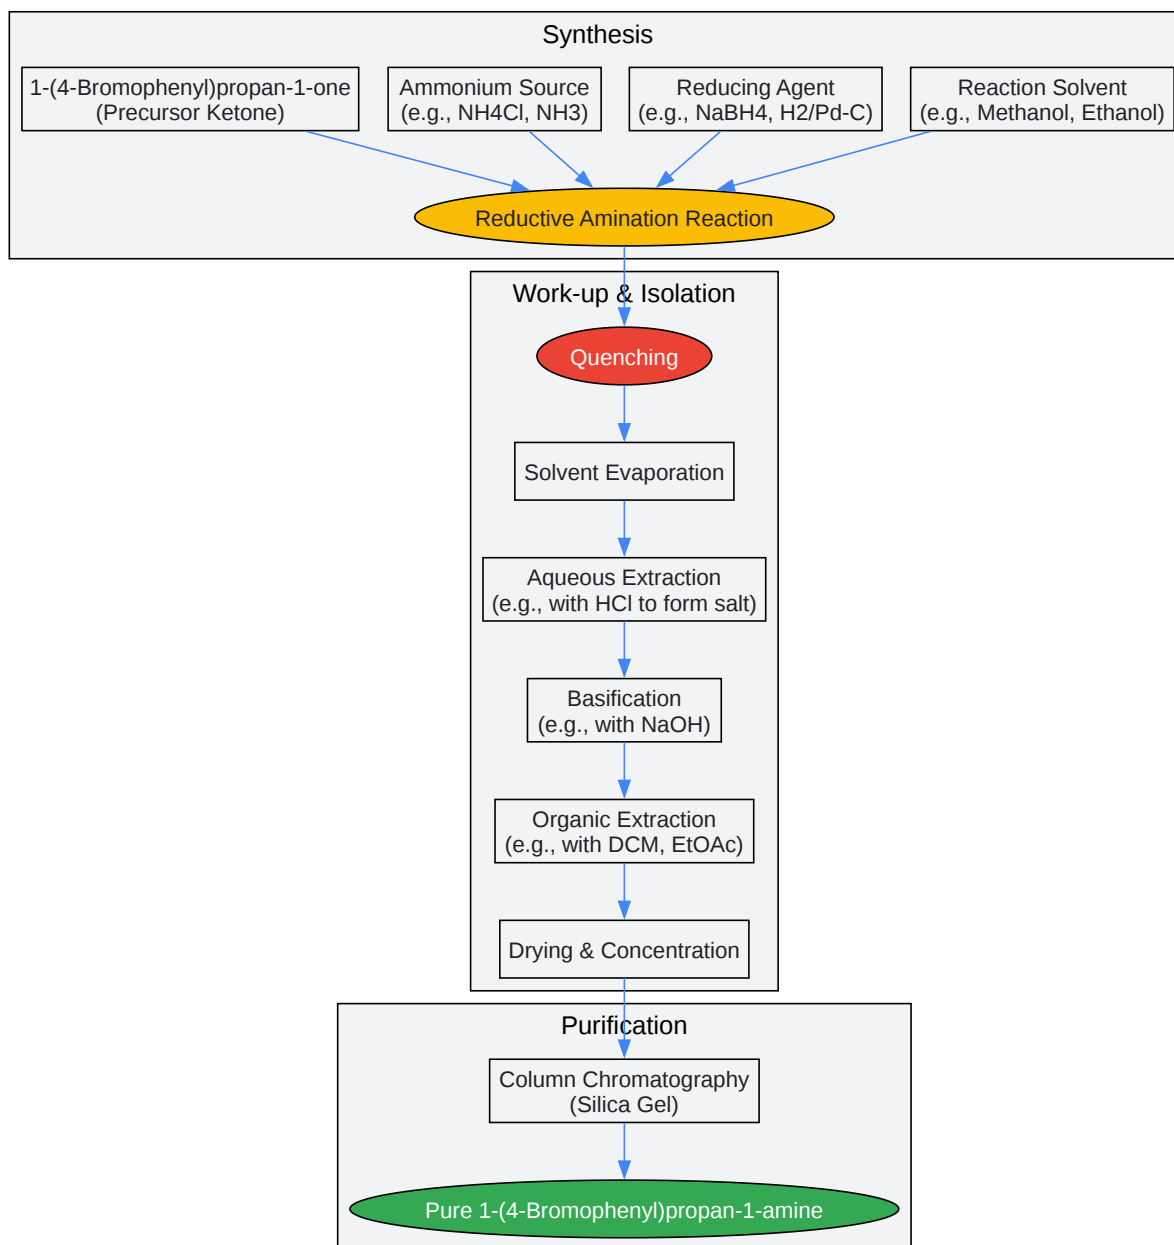 Synthesis
1-(4-Bromophenyl)propan-1-one
(Precursor Ketone)
Ammonium Source
(e.g., NH4Cl, NH3)
Reducing Agent
(e.g., NaBH4, H2/Pd-C)
Reaction Solvent
(e.g., Methanol, Ethanol)
Reductive Amination Reaction
Work-up & Isolation
Quenching
Solvent Evaporation
Aqueous Extraction
(e.g., with HCl to form salt)
Basification
(e.g., with NaOH)
Organic Extraction
(e.g., with DCM, EtOAc)
Drying & Concentration
Purification
Column Chromatography
(Silica Gel)
Pure 1-(4-Bromophenyl)propan-1-amine